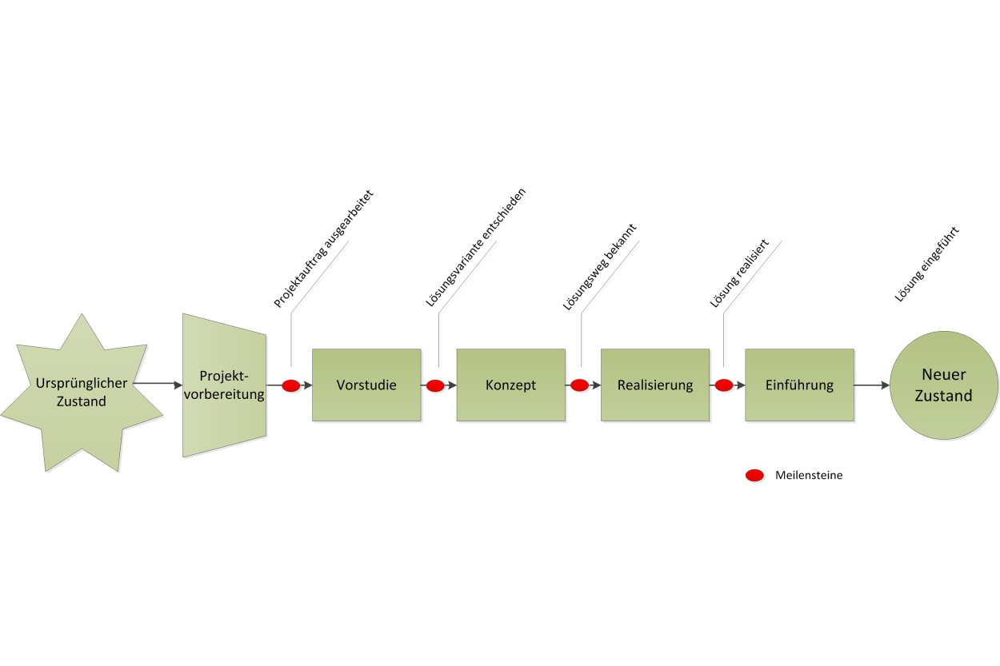 Projektauftrag ausgearbeitet
Lösungsvariante entschieden
Lösungsweg bekannt
Lösung realisiert
Lösung eingeführt
Ursprünglicher
Zustand
Projekt-
vorbereitung
Vorstudie
Konzept
Realisierung
Einführung
Neuer
Zustand
Meilensteine